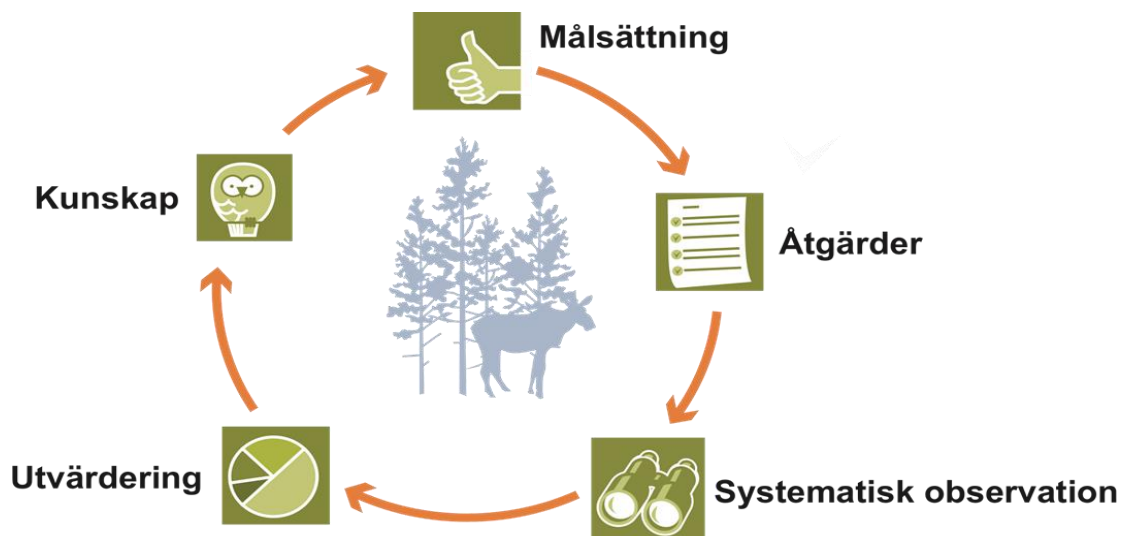 Målsättning
Åtgärder
Systematisk observation
Utvärdering
Kunskap